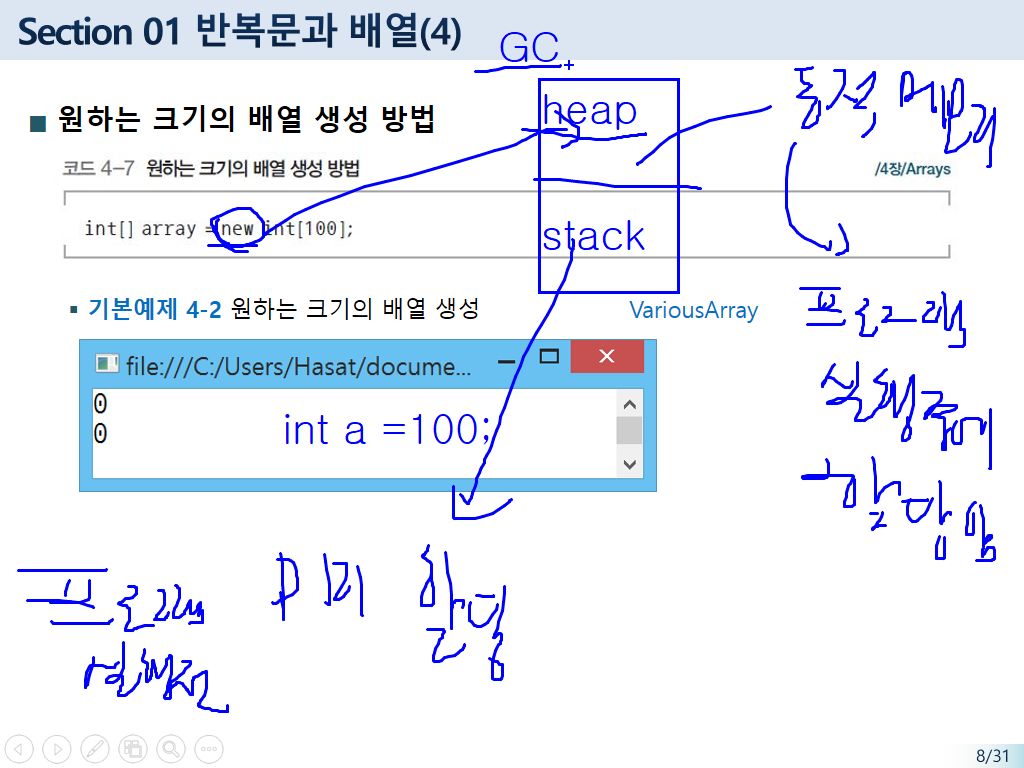 Section 01 반복문과 배열(4)
GC
동적 메모리
■ 원하는 크기의 배열 생성 방법
heap
코드 4-7 원하는 크기의 배열 생성 방법
/4장/Arrays
int[] array = new int[100];
stack
▪ 기본예제 4-2 원하는 크기의 배열 생성
VariousArray
프로그램
실행중에
할당됨
file:///C:/Users/Hasat/docume...
0
0
int a =100;
프로그램
실행전
미리 할당
8/31